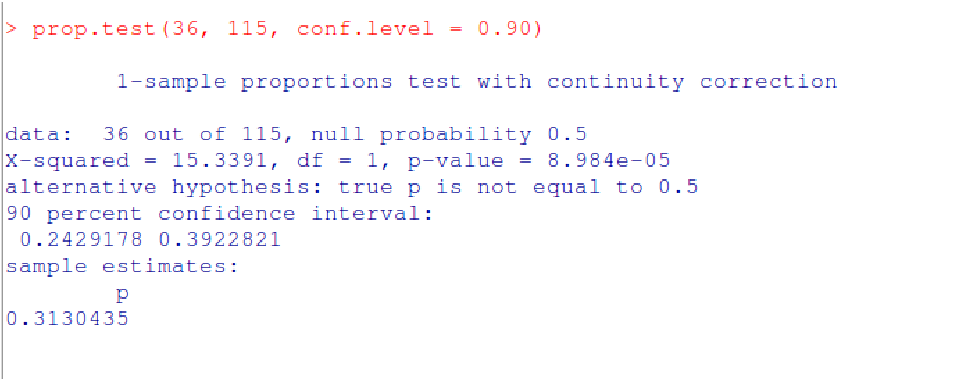 > prop.test(36, 115, conf.level = 0.90)
1-sample proportions test with continuity correction
data:  36 out of 115, null probability 0.5
X-squared = 15.3391, df = 1, p-value = 8.984e-05
alternative hypothesis: true p is not equal to 0.5
90 percent confidence interval:
0.2429178 0.3922821
sample estimates:
p
0.3130435